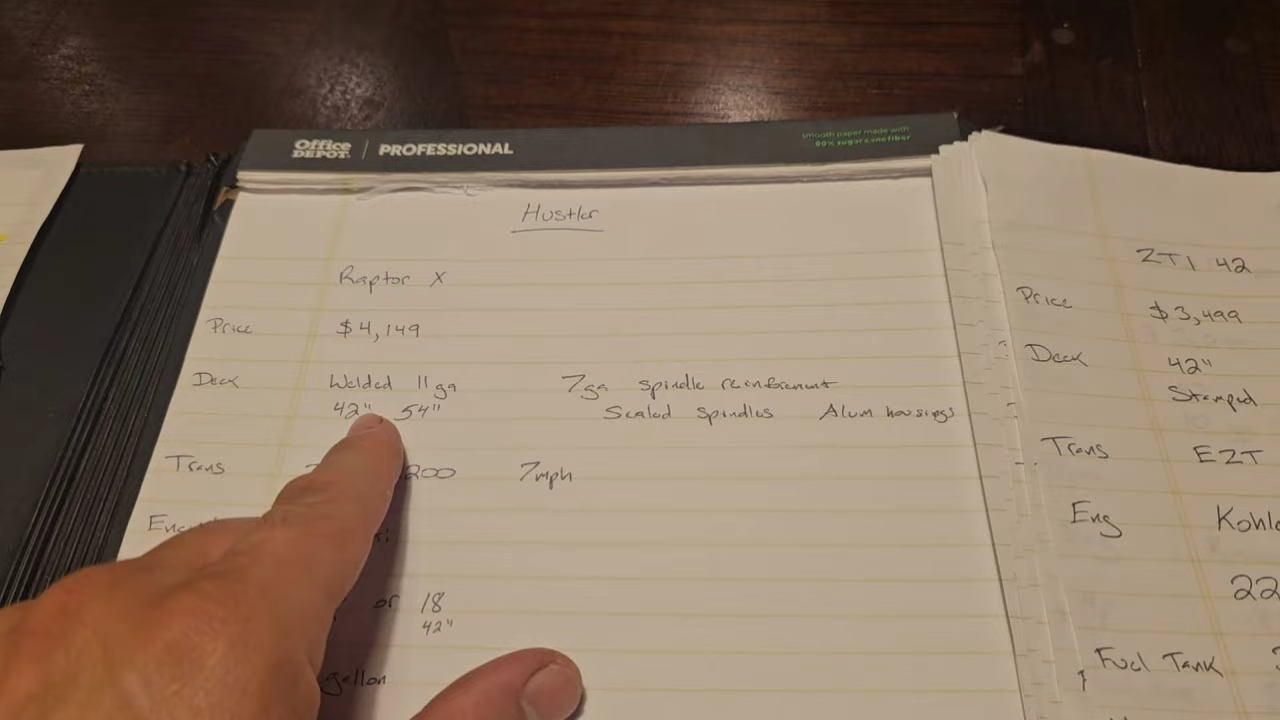 Office DEPOT. | PROFESSIONAL
smooth paper made with
80% sugarcane fiber
Hustler
Raptor X
Price $4,149
Deck Welded 11ga 7ga spindle reinforcment
42" 54" Sealed Spindles Alum housings
Trans 200 7mph
or 18
42"
gallon
ZT1 42
Price $3,499
Deck 42"
Stamped
Trans EZT
Eng
22
Fuel Tank